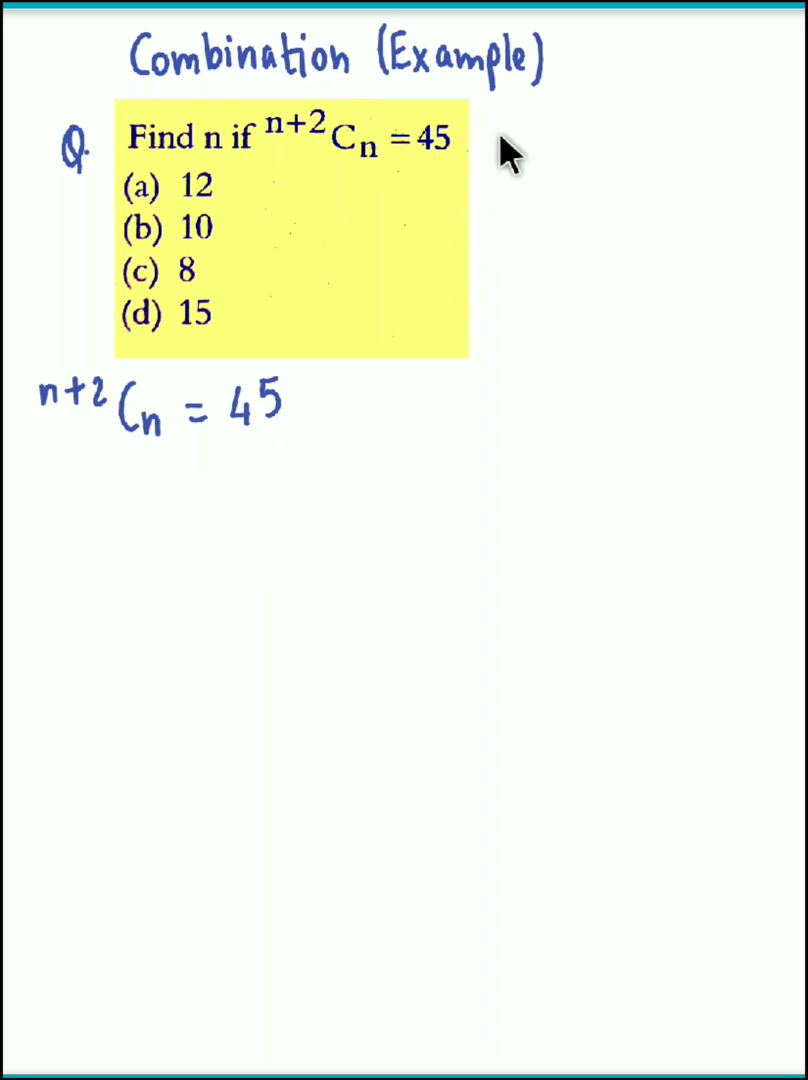 Combination (Example)
Q. Find n if ⁿ⁺²Cₙ = 45
(a) 12
(b) 10
(c) 8
(d) 15
ⁿ⁺²Cₙ = 45